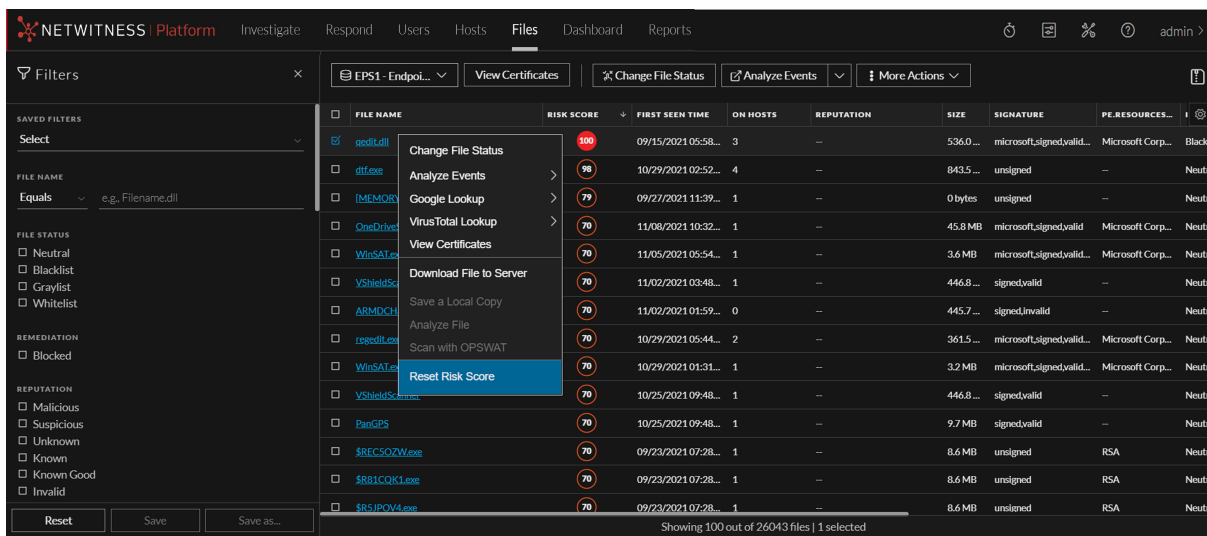 NETWITNESS | Platform Investigate Respond Users Hosts Files Dashboard Reports admin >
Filters ×
SAVED FILTERS
Select
FILE NAME
Equals e.g., Filename.dll
FILE STATUS
Neutral
Blacklist
Graylist
Whitelist
REMEDIATION
Blocked
REPUTATION
Malicious
Suspicious
Unknown
Known
Known Good
Invalid
Reset Save Save as...
EPS1 - Endpoi... View Certificates Change File Status Analyze Events More Actions
FILE NAME RISK SCORE FIRST SEEN TIME ON HOSTS REPUTATION SIZE SIGNATURE PE.RESOURCES...
qedit.dll 100 09/15/2021 05:58... 3 -- 536.0 ... microsoft,signed,valid... Microsoft Corp... Black
dtf.exe 98 10/29/2021 02:52... 4 -- 843.5 ... unsigned -- Neut
[MEMORY 79 09/27/2021 11:39... 1 -- 0 bytes unsigned -- Neut
OneDriveS 70 11/08/2021 10:32... 1 -- 45.8 MB microsoft,signed,valid Microsoft Corp... Neut
WinSAT.ex 70 11/05/2021 05:54... 1 -- 3.6 MB microsoft,signed,valid... Microsoft Corp... Neut
VShieldSc 70 11/02/2021 03:48... 1 -- 446.8 ... signed,valid -- Neut
ARMDCH 70 11/02/2021 01:59... 0 -- 445.7 ... signed,invalid -- Neut
regedit.ex 70 10/29/2021 05:44... 2 -- 361.5 ... microsoft,signed,valid... Microsoft Corp... Neut
WinSAT.ex 70 10/29/2021 01:31... 1 -- 3.2 MB microsoft,signed,valid... Microsoft Corp... Neut
VShieldScanner 70 10/25/2021 09:48... 1 -- 446.8 ... signed,valid -- Neut
PanGPS 70 10/25/2021 09:48... 1 -- 9.7 MB signed,valid -- Neut
$REC5OZW.exe 70 09/23/2021 07:28... 1 -- 8.6 MB unsigned RSA Neut
$R81CQK1.exe 70 09/23/2021 07:28... 1 -- 8.6 MB unsigned RSA Neut
$R5JPOV4.exe 70 09/23/2021 07:28... 1 -- 8.6 MB unsigned RSA Neut
Change File Status
Analyze Events
Google Lookup
VirusTotal Lookup
View Certificates
Download File to Server
Save a Local Copy
Analyze File
Scan with OPSWAT
Reset Risk Score
Showing 100 out of 26043 files | 1 selected